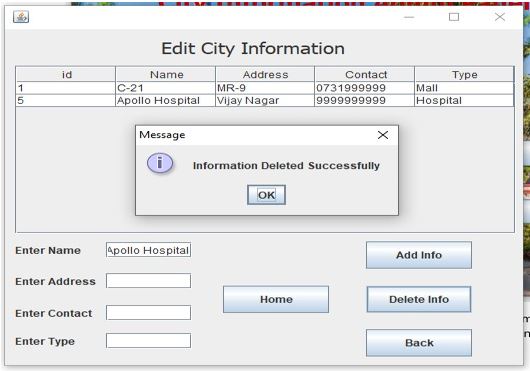 Edit City Information
id Name Address Contact Type
1 C-21 MR-9 0731999999 Mall
5 Apollo Hospital Vijay Nagar 9999999999 Hospital
Message
Information Deleted Successfully
OK
Enter Name Apollo Hospital Add Info
Enter Address
Home Delete Info
Enter Contact
Enter Type Back